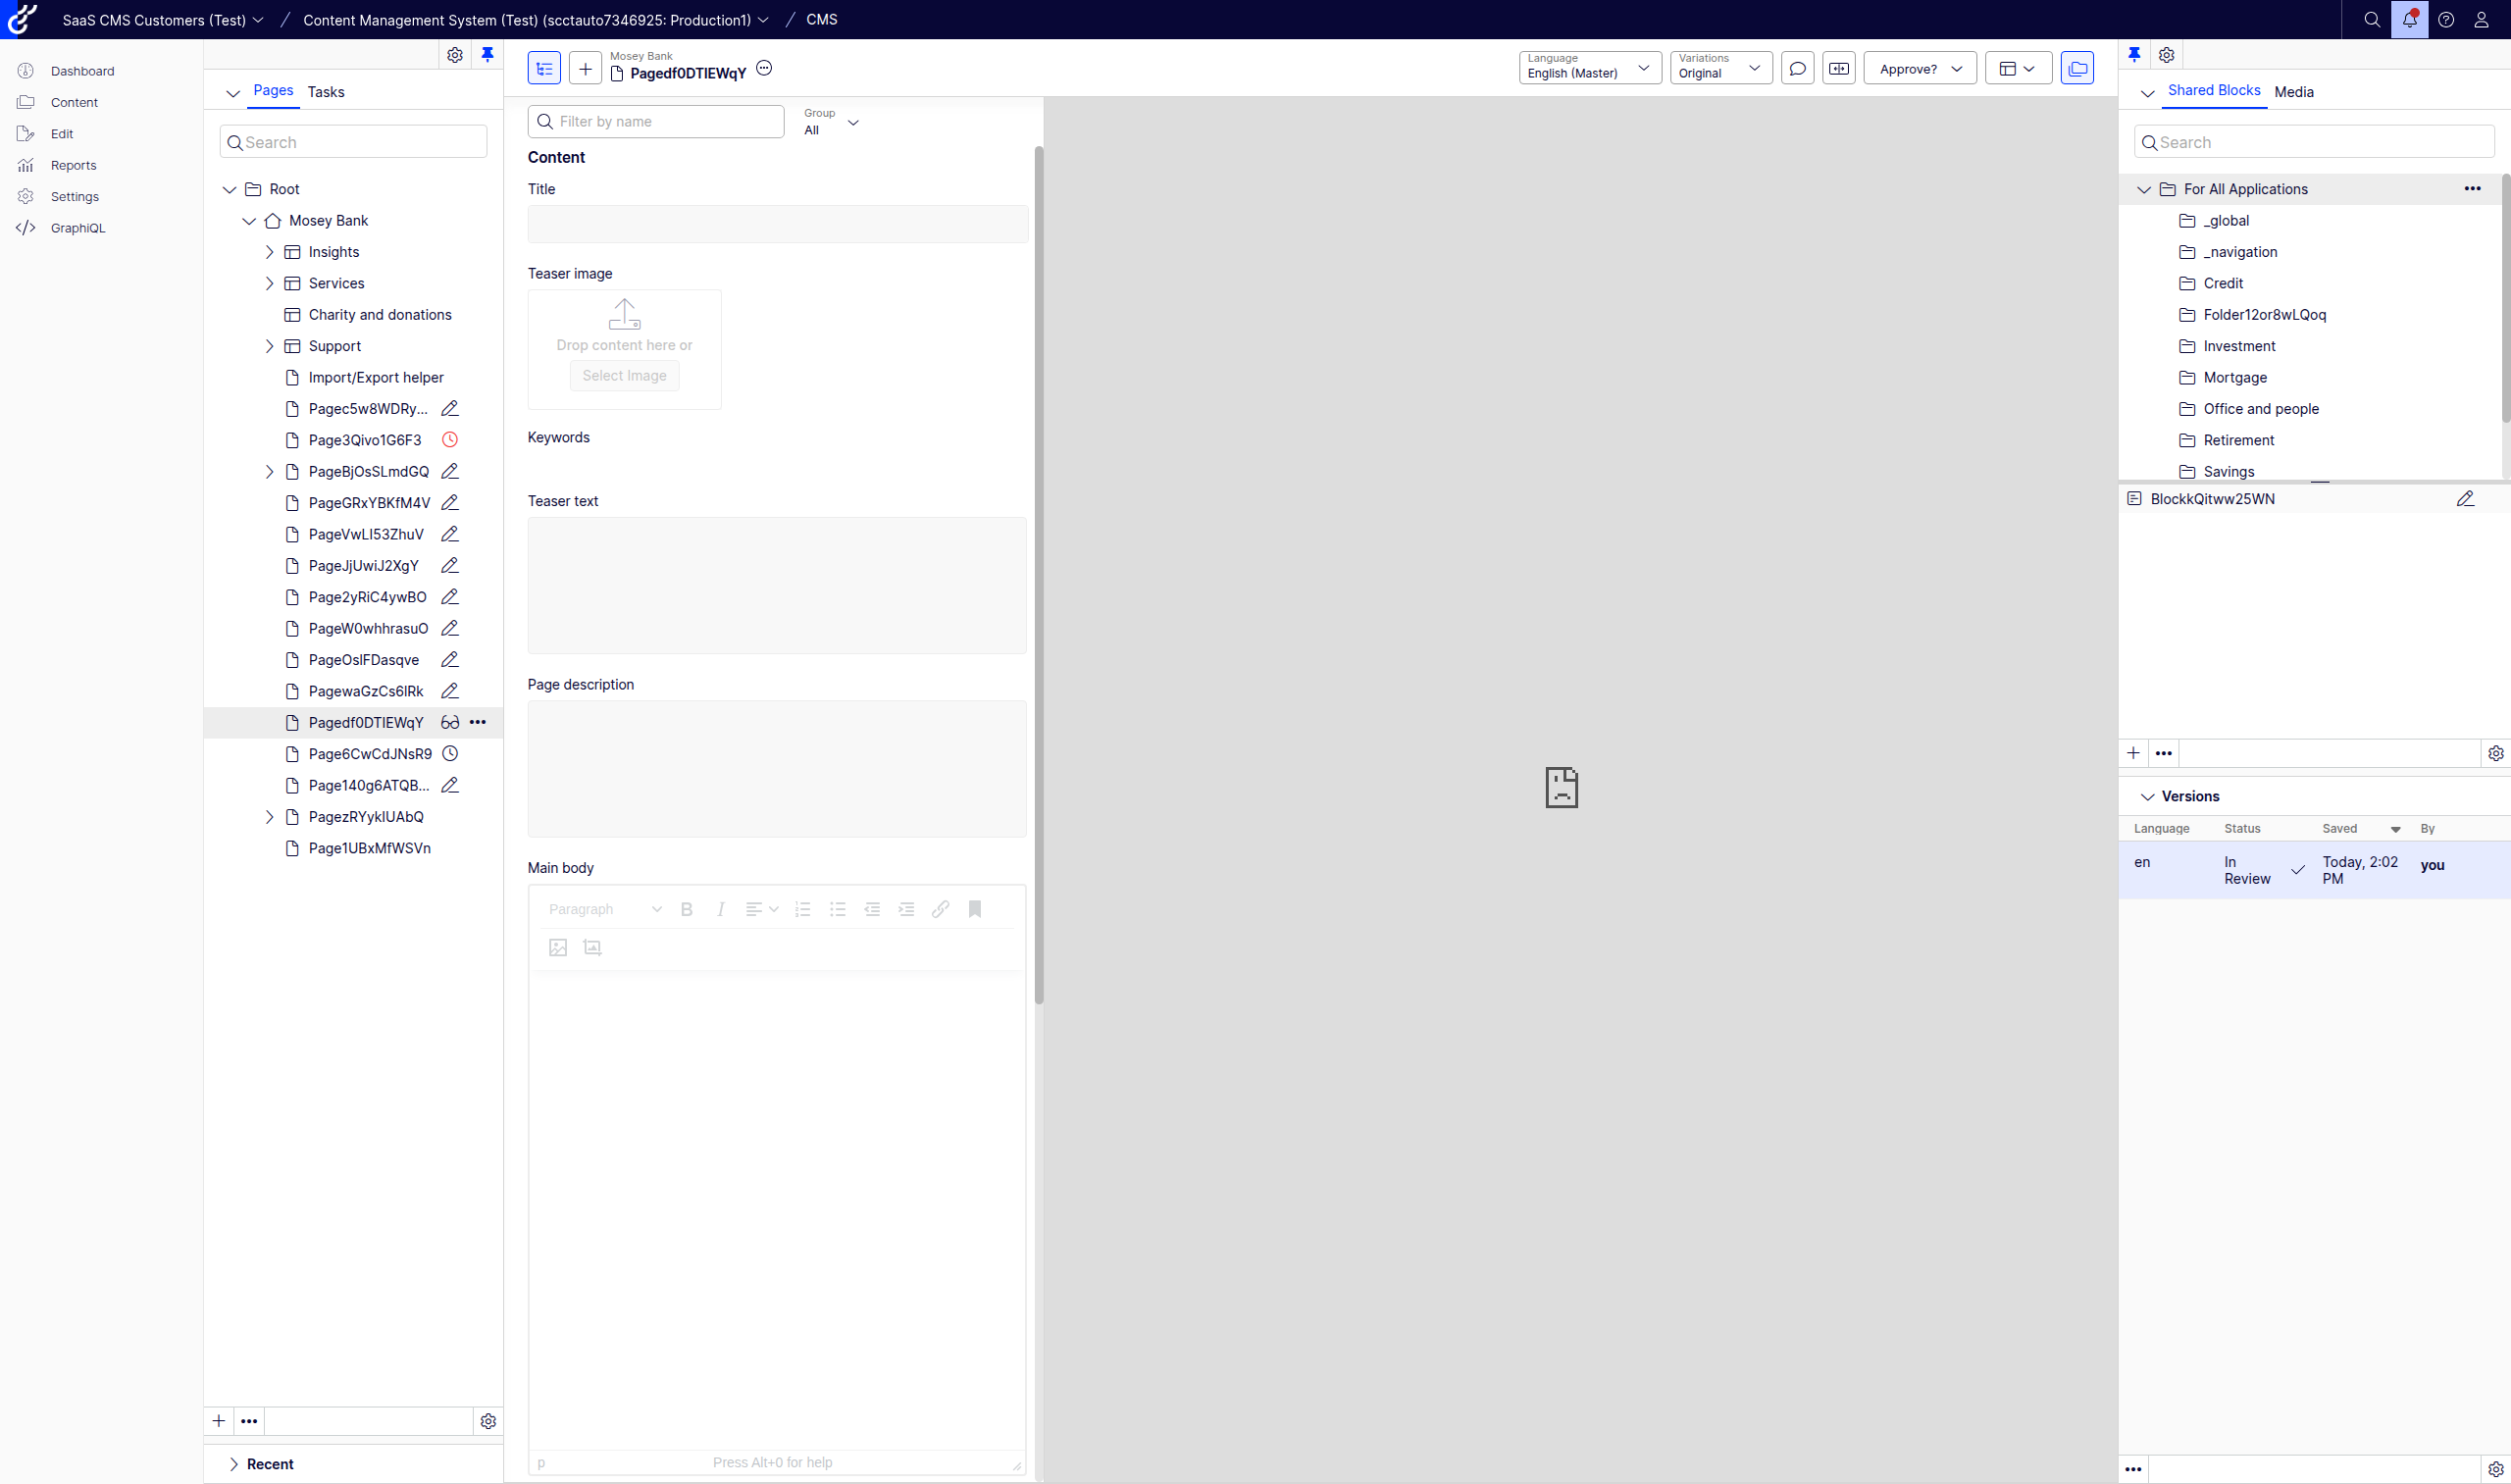 SaaS CMS Customers (Test)
Content Management System (Test) (scctauto7346925: Production1)
CMS
Dashboard
Content
Edit
Reports
Settings
GraphiQL
Pages
Tasks
Search
Root
Mosey Bank
Insights
Services
Charity and donations
Support
Import/Export helper
Pagec5w8WDRy...
Page3Qivo1G6F3
PageBjOsSLmdGQ
PageGRxYBKfM4V
PageVwLI53ZhuV
PageJjUwiJ2XgY
Page2yRiC4ywBO
PageW0whhrasuO
PageOsIFDasqve
PagewaGzCs6IRk
Pagedf0DTIEWqY
Page6CwCdJNsR9
Page140g6ATQB...
PagezRYykIUAbQ
Page1UBxMfWSVn
Recent
Mosey Bank
Pagedf0DTIEWqY
Language
English (Master)
Variations
Original
Approve?
Filter by name
Group
All
Content
Title
Teaser image
Drop content here or
Select Image
Keywords
Teaser text
Page description
Main body
Paragraph
B
I
p
Press Alt+0 for help
Shared Blocks
Media
Search
For All Applications
_global
_navigation
Credit
Folder12or8wLQoq
Investment
Mortgage
Office and people
Retirement
Savings
BlockkQitww25WN
Versions
Language
Status
Saved
By
en
In Review
Today, 2:02 PM
you